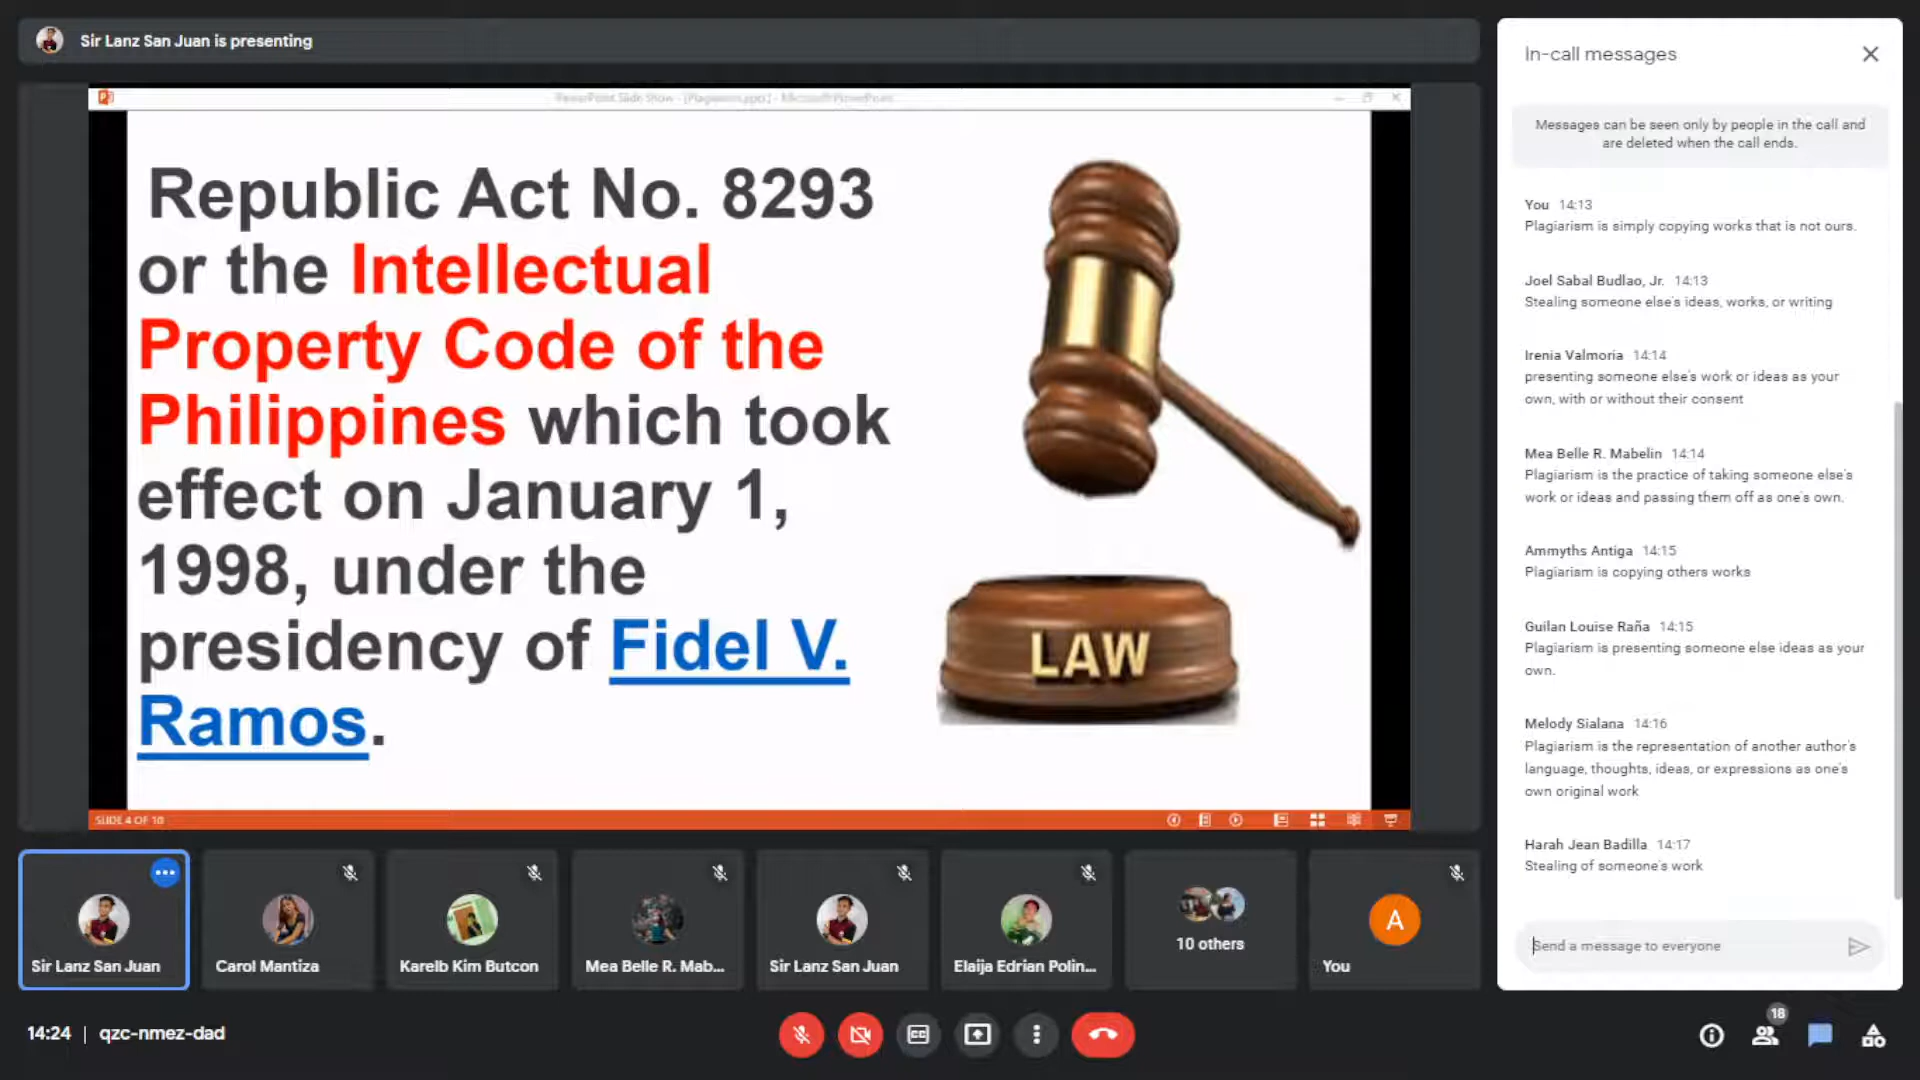 Sir Lanz San Juan is presenting
PowerPoint Slide Show - [Plagiarism.pptx] - Microsoft PowerPoint
Republic Act No. 8293
or the Intellectual
Property Code of the
Philippines which took
effect on January 1,
1998, under the
presidency of Fidel V.
Ramos.
LAW
SLIDE 4 OF 10
Sir Lanz San Juan
Carol Mantiza
Karelb Kim Butcon
Mea Belle R. Mab...
Sir Lanz San Juan
Elaija Edrian Polin...
10 others
A
You
14:24 | qzc-nmez-dad
18
In-call messages
Messages can be seen only by people in the call and
are deleted when the call ends.
You 14:13
Plagiarism is simply copying works that is not ours.
Joel Sabal Budlao, Jr. 14:13
Stealing someone else's ideas, works, or writing
Irenia Valmoria 14:14
presenting someone else's work or ideas as your
own, with or without their consent
Mea Belle R. Mabelin 14:14
Plagiarism is the practice of taking someone else's
work or ideas and passing them off as one's own.
Ammyths Antiga 14:15
Plagiarism is copying others works
Guilan Louise Raña 14:15
Plagiarism is presenting someone else ideas as your
own.
Melody Sialana 14:16
Plagiarism is the representation of another author's
language, thoughts, ideas, or expressions as one's
own original work
Harah Jean Badilla 14:17
Stealing of someone's work
Send a message to everyone